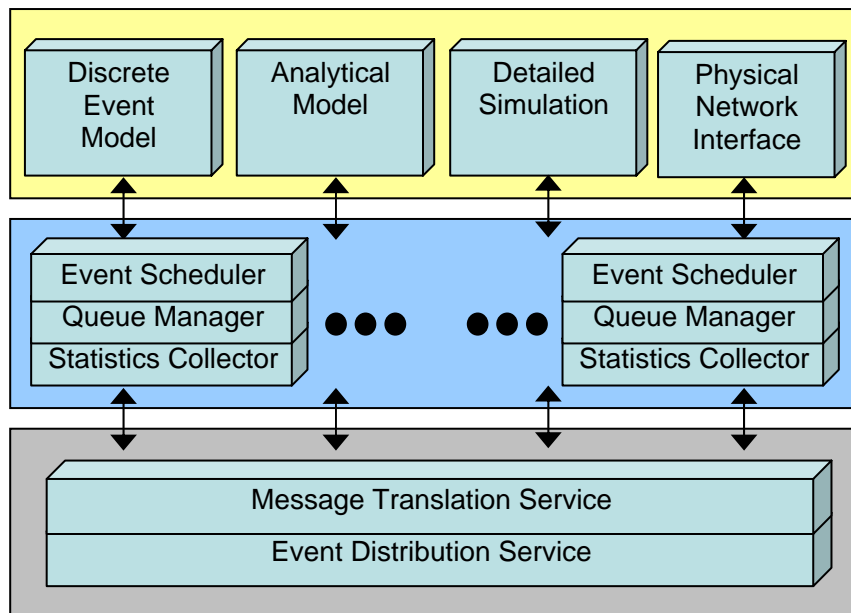 Discrete
Event
Model
Analytical
Model
Detailed
Simulation
Physical
Network
Interface
Event Scheduler
Queue Manager
Statistics Collector
Event Scheduler
Queue Manager
Statistics Collector
Message Translation Service
Event Distribution Service